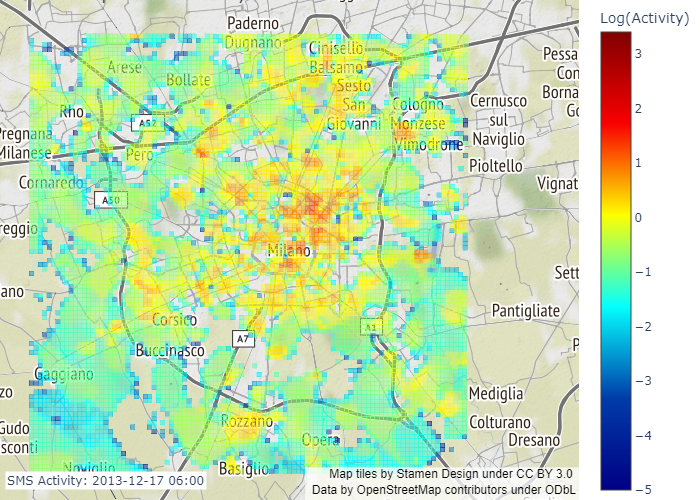 Log(Activity)
Paderno
Dugnano
Cinisello
Balsamo
Arese
Bollate
Sesto
San
Giovanni
Pessa
Con
Borna
Go
Rho
A52
Cologno
Monzese
Vimodrone
Cernusco
sul
Naviglio
Pregnana
Milanese
Pero
Pioltello
Cornaredo
A50
Vignat
reggio
Milano
Sett
ano
Pantigliate
Corsico
A1
A7
Buccinasco
P
Gaggiano
zo
Mediglia
Rozzano
Colturano
Gudo
sconti
Opera
Dresano
Noviglio
Basiglio
SMS Activity: 2013-12-17 06:00
Map tiles by Stamen Design under CC BY 3.0
Data by OpenStreetMap contributors under ODbL
3
2
1
0
−1
−2
−3
−4
−5